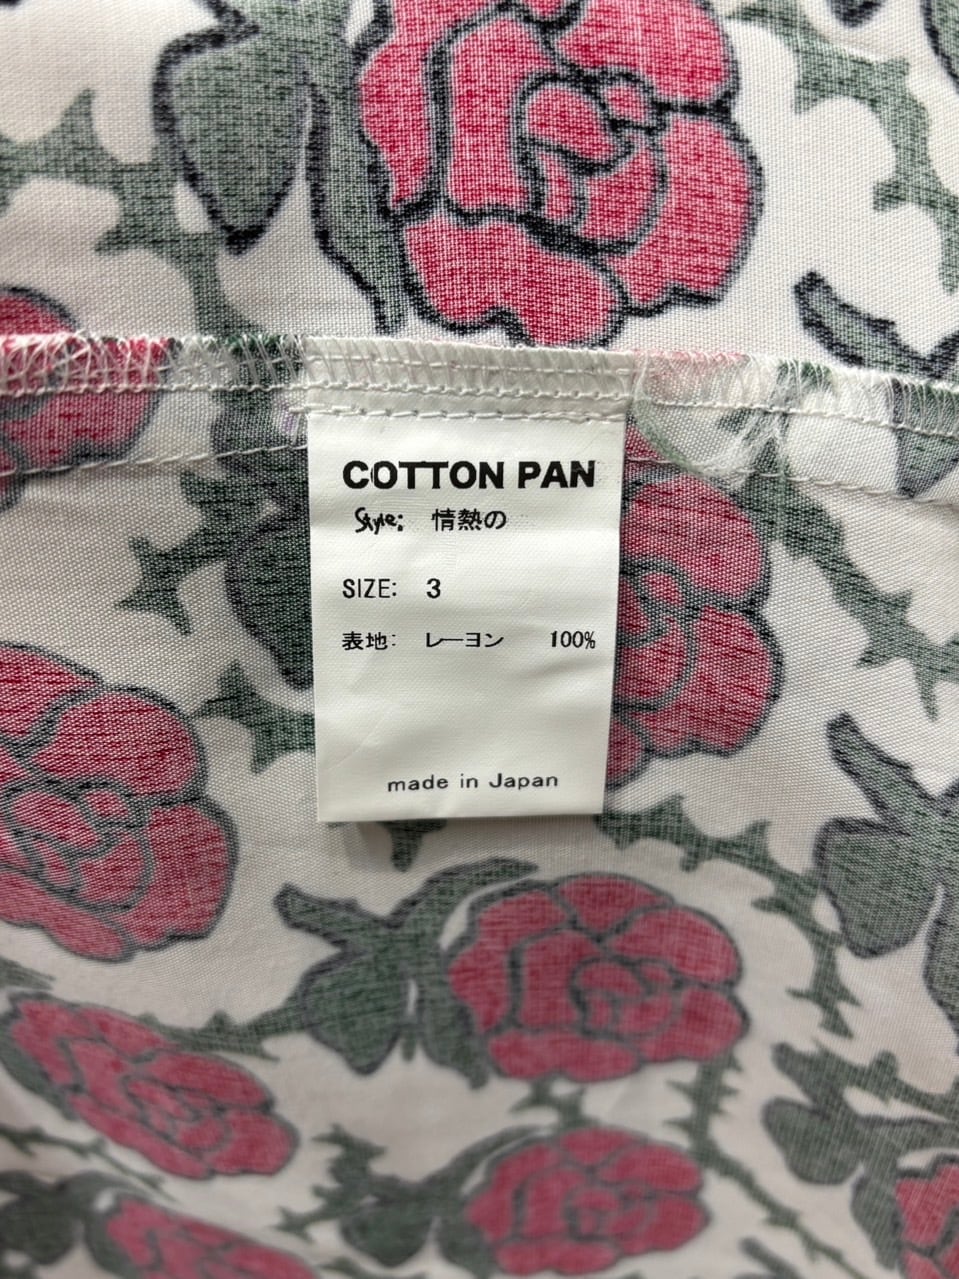 COTTON PAN
Style: 情熱の
SIZE: 3
表地: レーヨン 100%
made in Japan